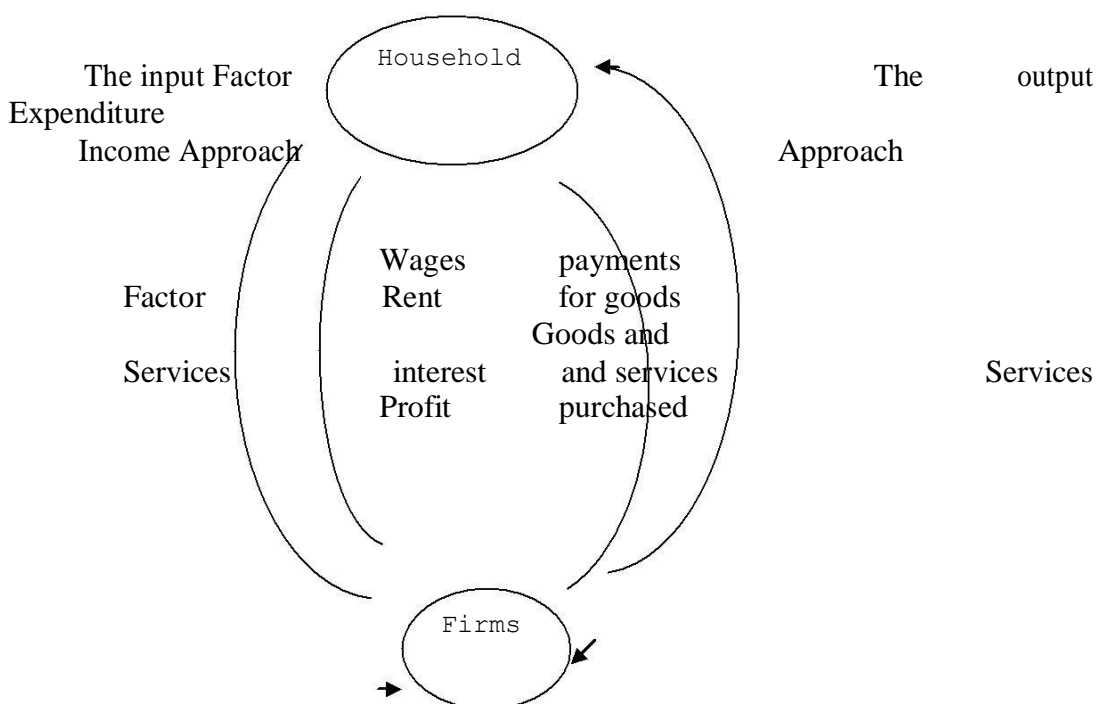 Household
The input Factor The output
Expenditure
Income Approach Approach
Wages payments
Factor Rent for goods
Goods and
Services interest and services Services
Profit purchased
Firms